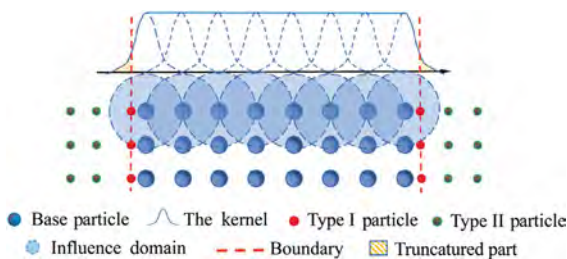 Base particle The kernel Type I particle Type II particle
Influence domain Boundary Truncatured part